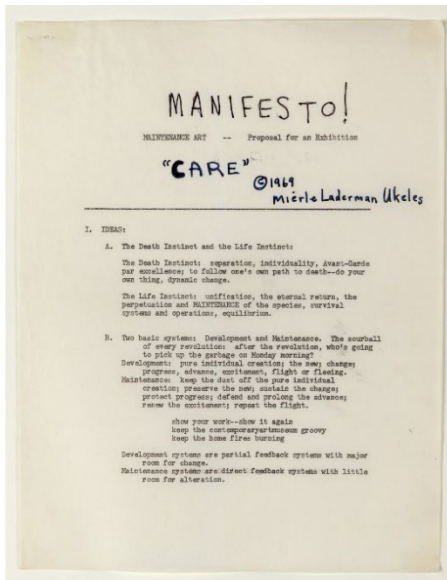 MANIFESTO!
MAINTENANCE ART -- Proposal for an Exhibition
"CARE"
©1969
Mierle Laderman Ukeles
I. IDEAS:
A. The Death Instinct and the Life Instinct:
The Death Instinct: separation, individuality, Avant-Garde
par excellence; to follow one's own path to death--do your
own thing, dynamic change.
The Life Instinct: unification, the eternal return, the
perpetuation and MAINTENANCE of the species, survival
systems and operations, equilibrium.
B. Two basic systems: Development and Maintenance. The sourball
of every revolution: after the revolution, who's going
to pick up the garbage on Monday morning?
Development: pure individual creation; the new; change;
progress, advance, excitement, flight or fleeing.
Maintenance: keep the dust off the pure individual
creation; preserve the new; sustain the change;
protect progress; defend and prolong the advance;
renew the excitement; repeat the flight.
show your work--show it again
keep the contemporaryartmuseum groovy
keep the home fires burning
Development systems are partial feedback systems with major
room for change.
Maintenance systems are direct feedback systems with little
room for alteration.